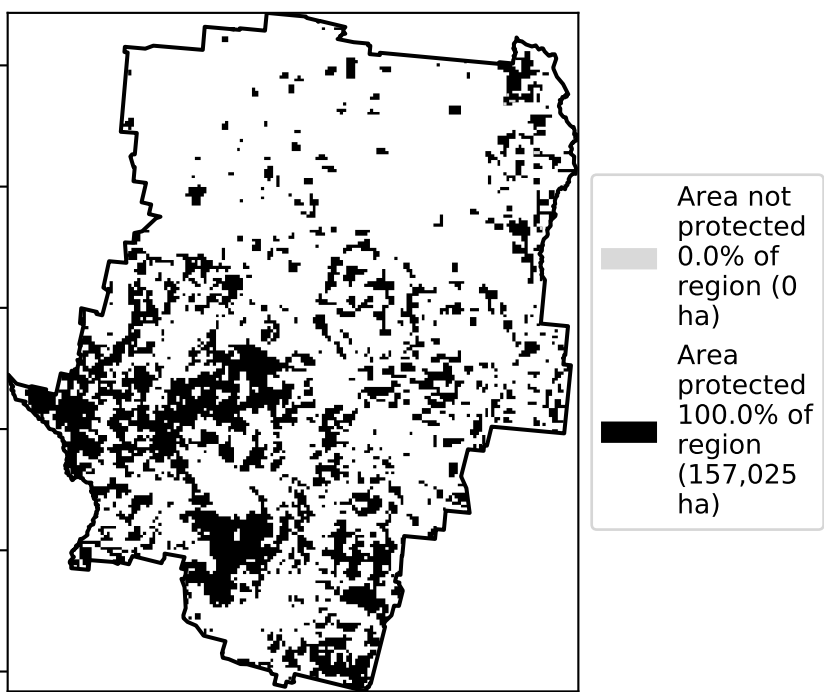 Area not
protected
0.0% of
region (0
ha)
Area
protected
100.0% of
region
(157,025
ha)